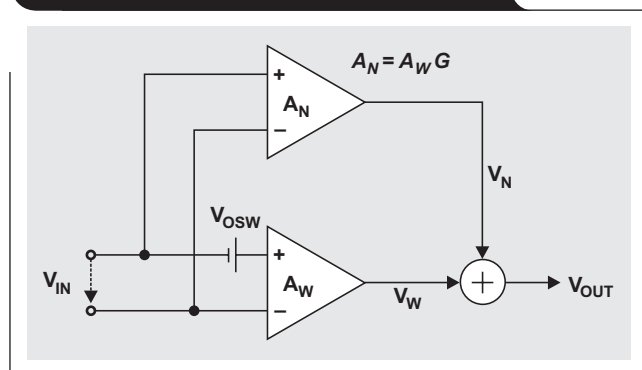 A_N = A_W G
+
A_N
−
V_N
V_OSW
+
A_W
−
V_IN
V_W
+
V_OUT